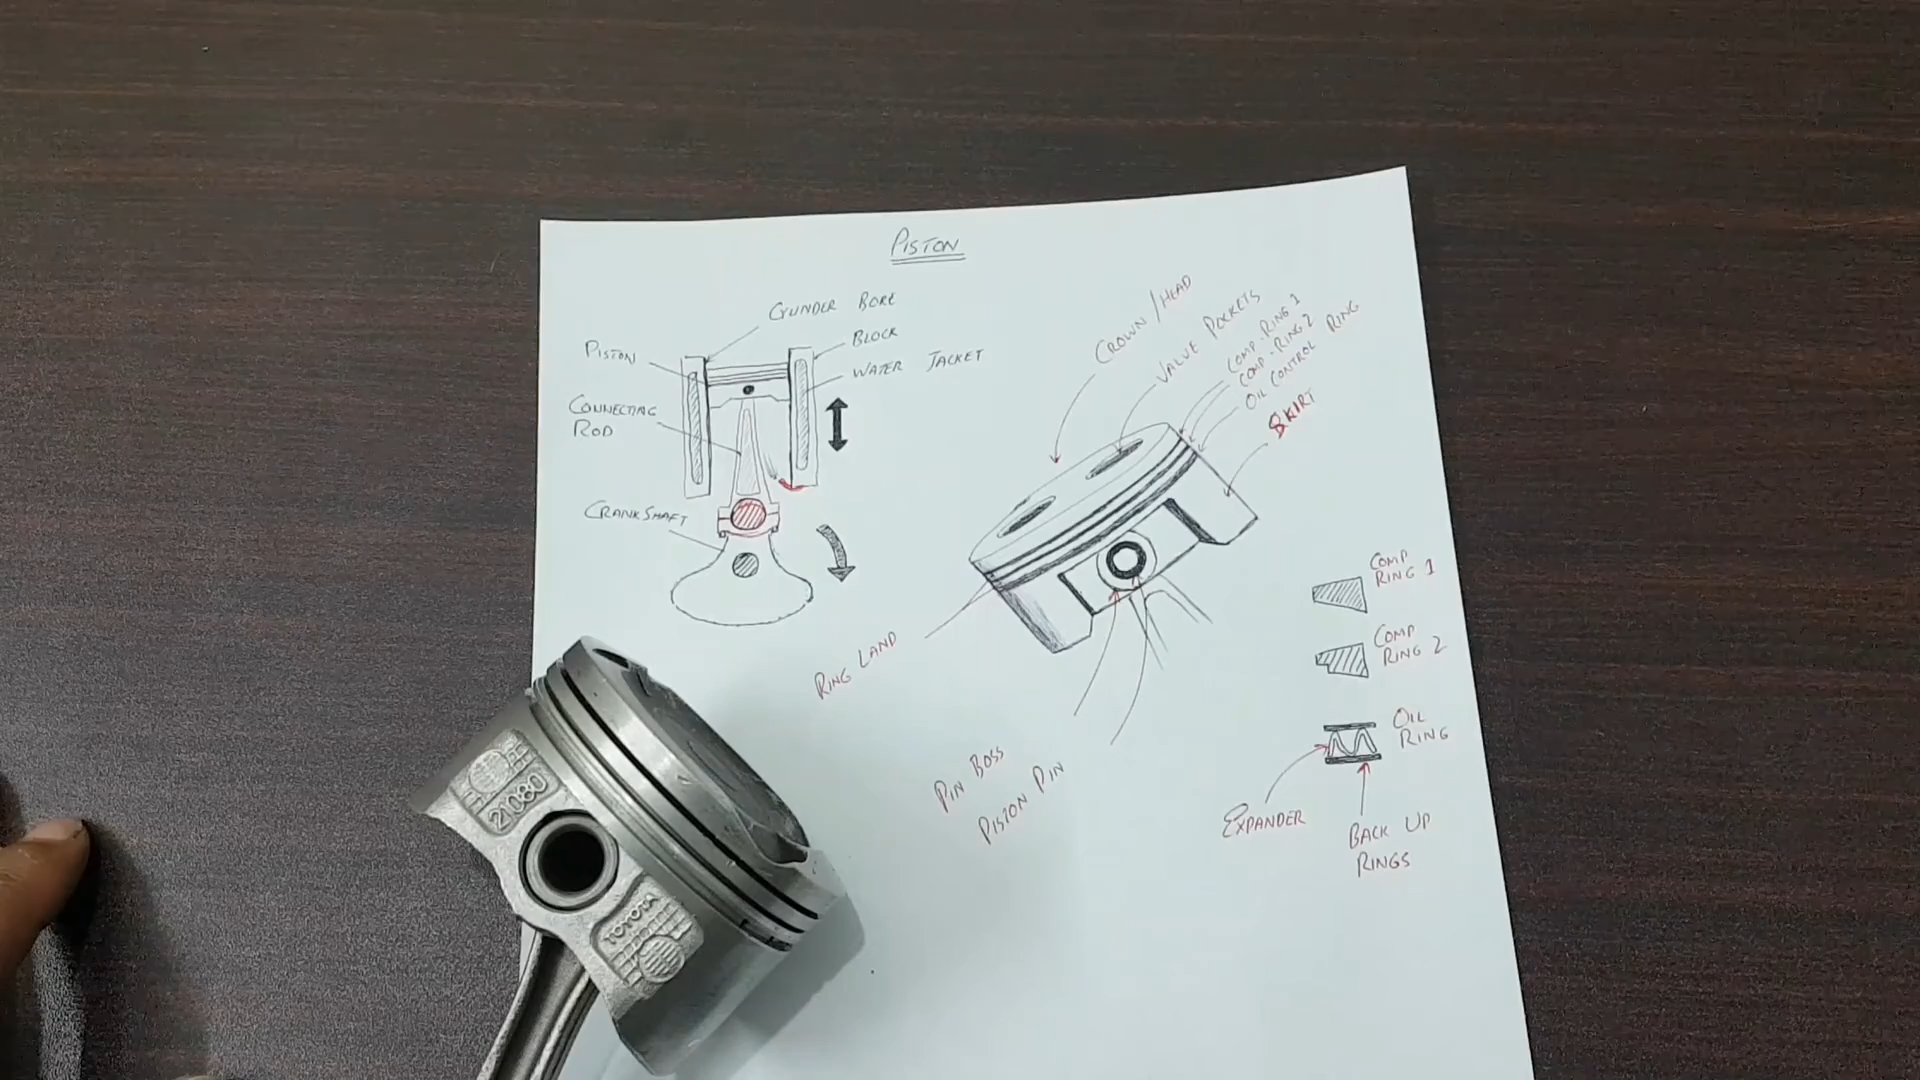 PISTON
CYLINDER BORE
BLOCK
WATER JACKET
PISTON
CONNECTING
ROD
CRANKSHAFT
CROWN/HEAD
VALVE POCKETS
COMP. RING 1
COMP. RING 2
OIL CONTROL RING
SKIRT
RING LAND
PIN BOSS
PISTON PIN
COMP
RING 1
COMP
RING 2
OIL
RING
EXPANDER
BACK UP
RINGS
21080
TOYOTA